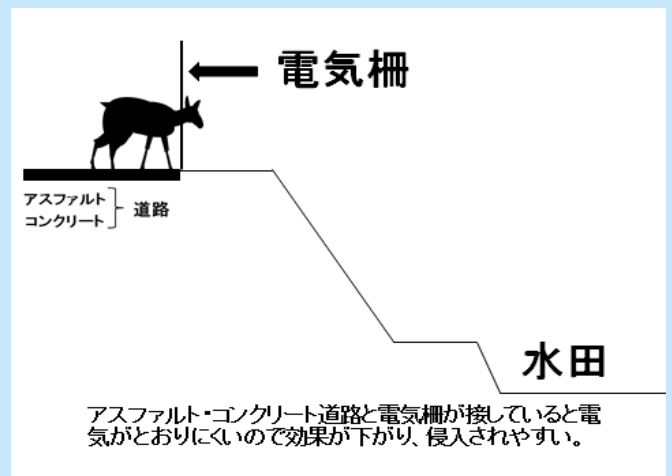 電気柵
アスファルト
コンクリート
道路
水田
アスファルト・コンクリート道路と電気柵が接していると電
気がとおりにくいので効果が下がり、侵入されやすい。